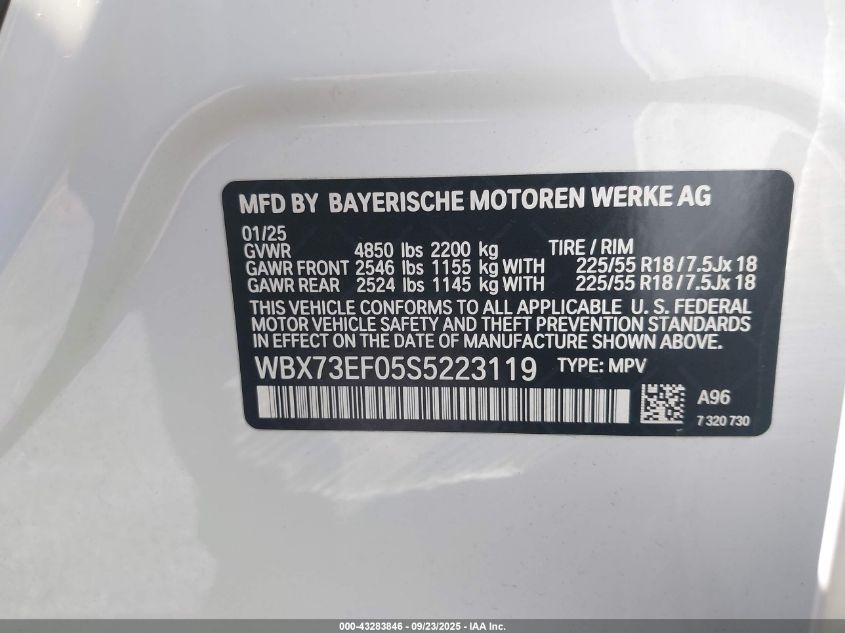 MFD BY BAYERISCHE MOTOREN WERKE AG
01/25
GVWR 4850 lbs 2200 kg TIRE / RIM
GAWR FRONT 2546 lbs 1155 kg WITH 225/55 R18 / 7.5Jx 18
GAWR REAR 2524 lbs 1145 kg WITH 225/55 R18 / 7.5Jx 18
THIS VEHICLE CONFORMS TO ALL APPLICABLE U. S. FEDERAL
MOTOR VEHICLE SAFETY AND THEFT PREVENTION STANDARDS
IN EFFECT ON THE DATE OF MANUFACTURE SHOWN ABOVE.
WBX73EF05S5223119 TYPE: MPV
A96
7 320 730
000-43283846 - 09/23/2025 - IAA Inc.